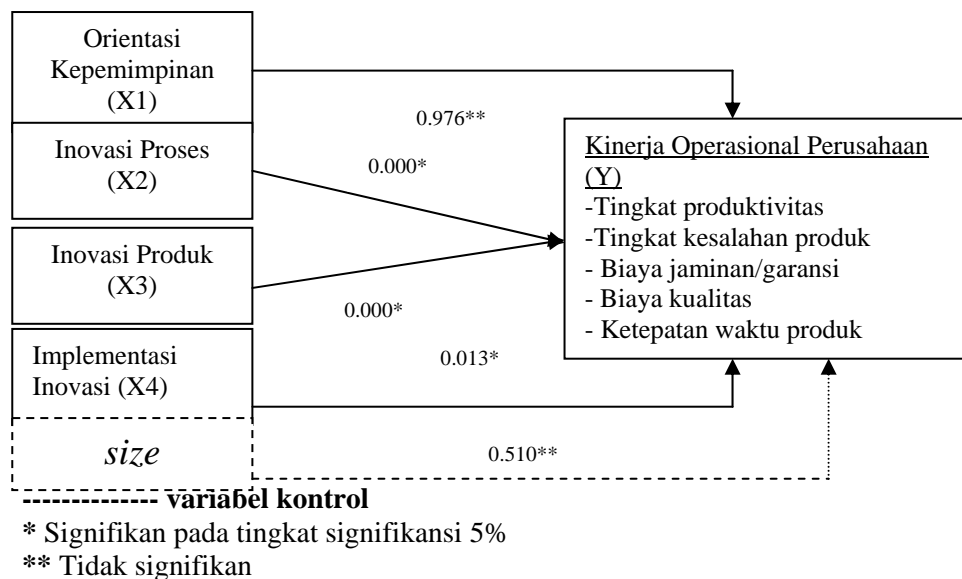 Orientasi
Kepemimpinan
(X1)
Inovasi Proses
(X2)
Inovasi Produk
(X3)
Implementasi
Inovasi (X4)
size
0.976**
0.000*
0.000*
0.013*
0.510**
Kinerja Operasional Perusahaan
(Y)
-Tingkat produktivitas
-Tingkat kesalahan produk
- Biaya jaminan/garansi
- Biaya kualitas
- Ketepatan waktu produk
-------------- variabel kontrol
* Signifikan pada tingkat signifikansi 5%
** Tidak signifikan